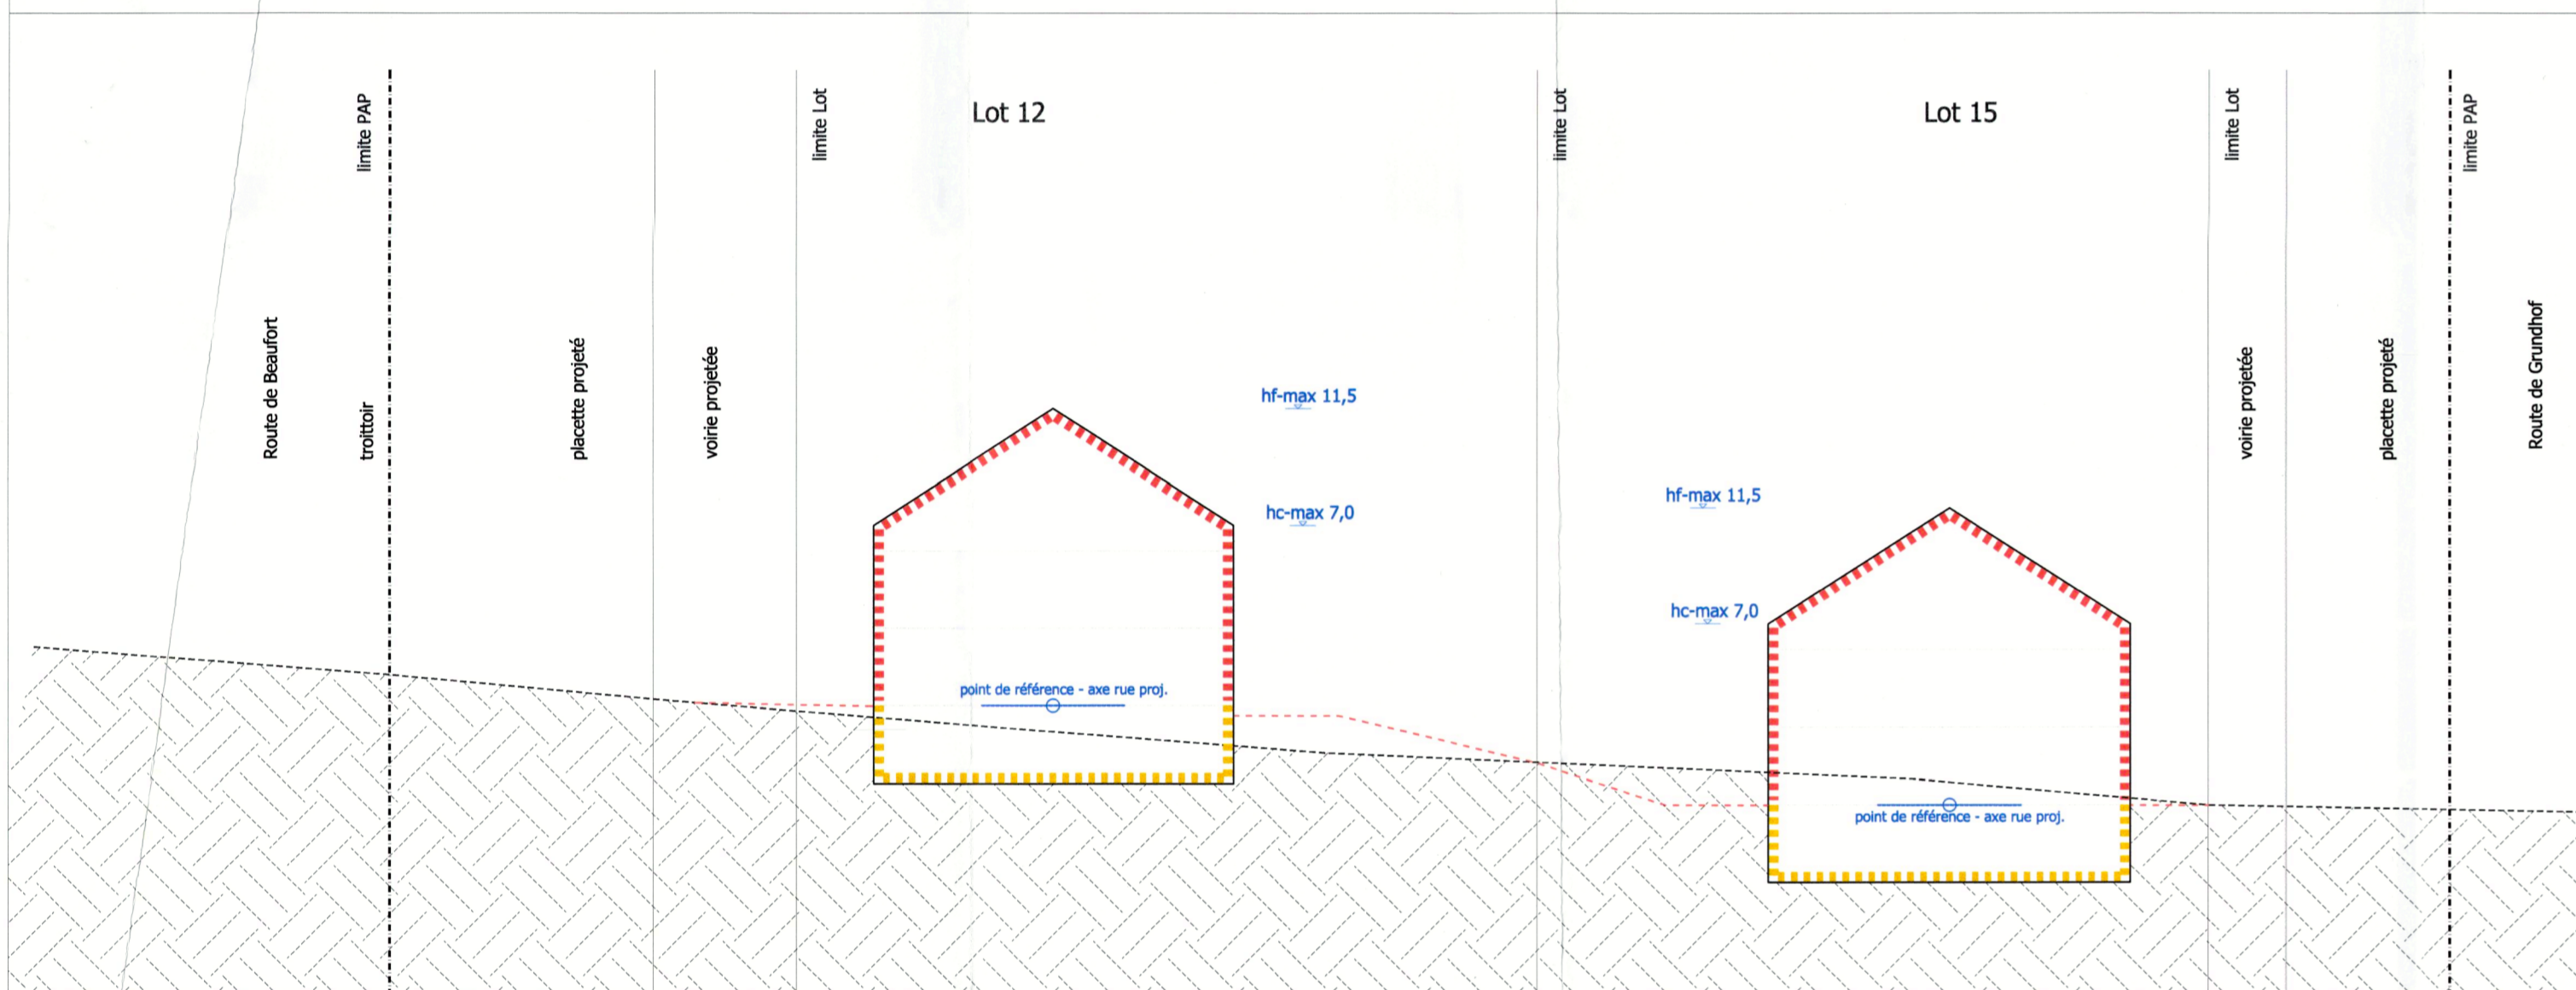 limite PAP
limite Lot
Lot 12
limite Lot
Lot 15
limite Lot
limite PAP
Route de Beaufort
troittoir
placette projeté
voirie projetée
hf-max 11,5
hc-max 7,0
point de référence - axe rue proj.
hf-max 11,5
hc-max 7,0
point de référence - axe rue proj.
voirie projetée
placette projeté
Route de Grundhof